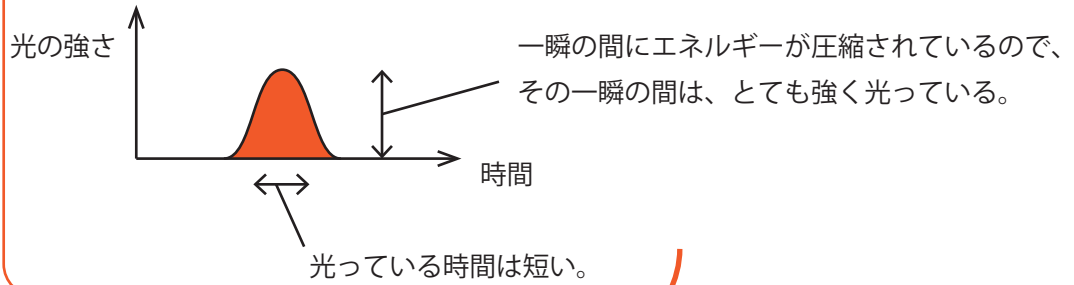 光の強さ
一瞬の間にエネルギーが圧縮されているので、
その一瞬の間は、とても強く光っている。
時間
光っている時間は短い。